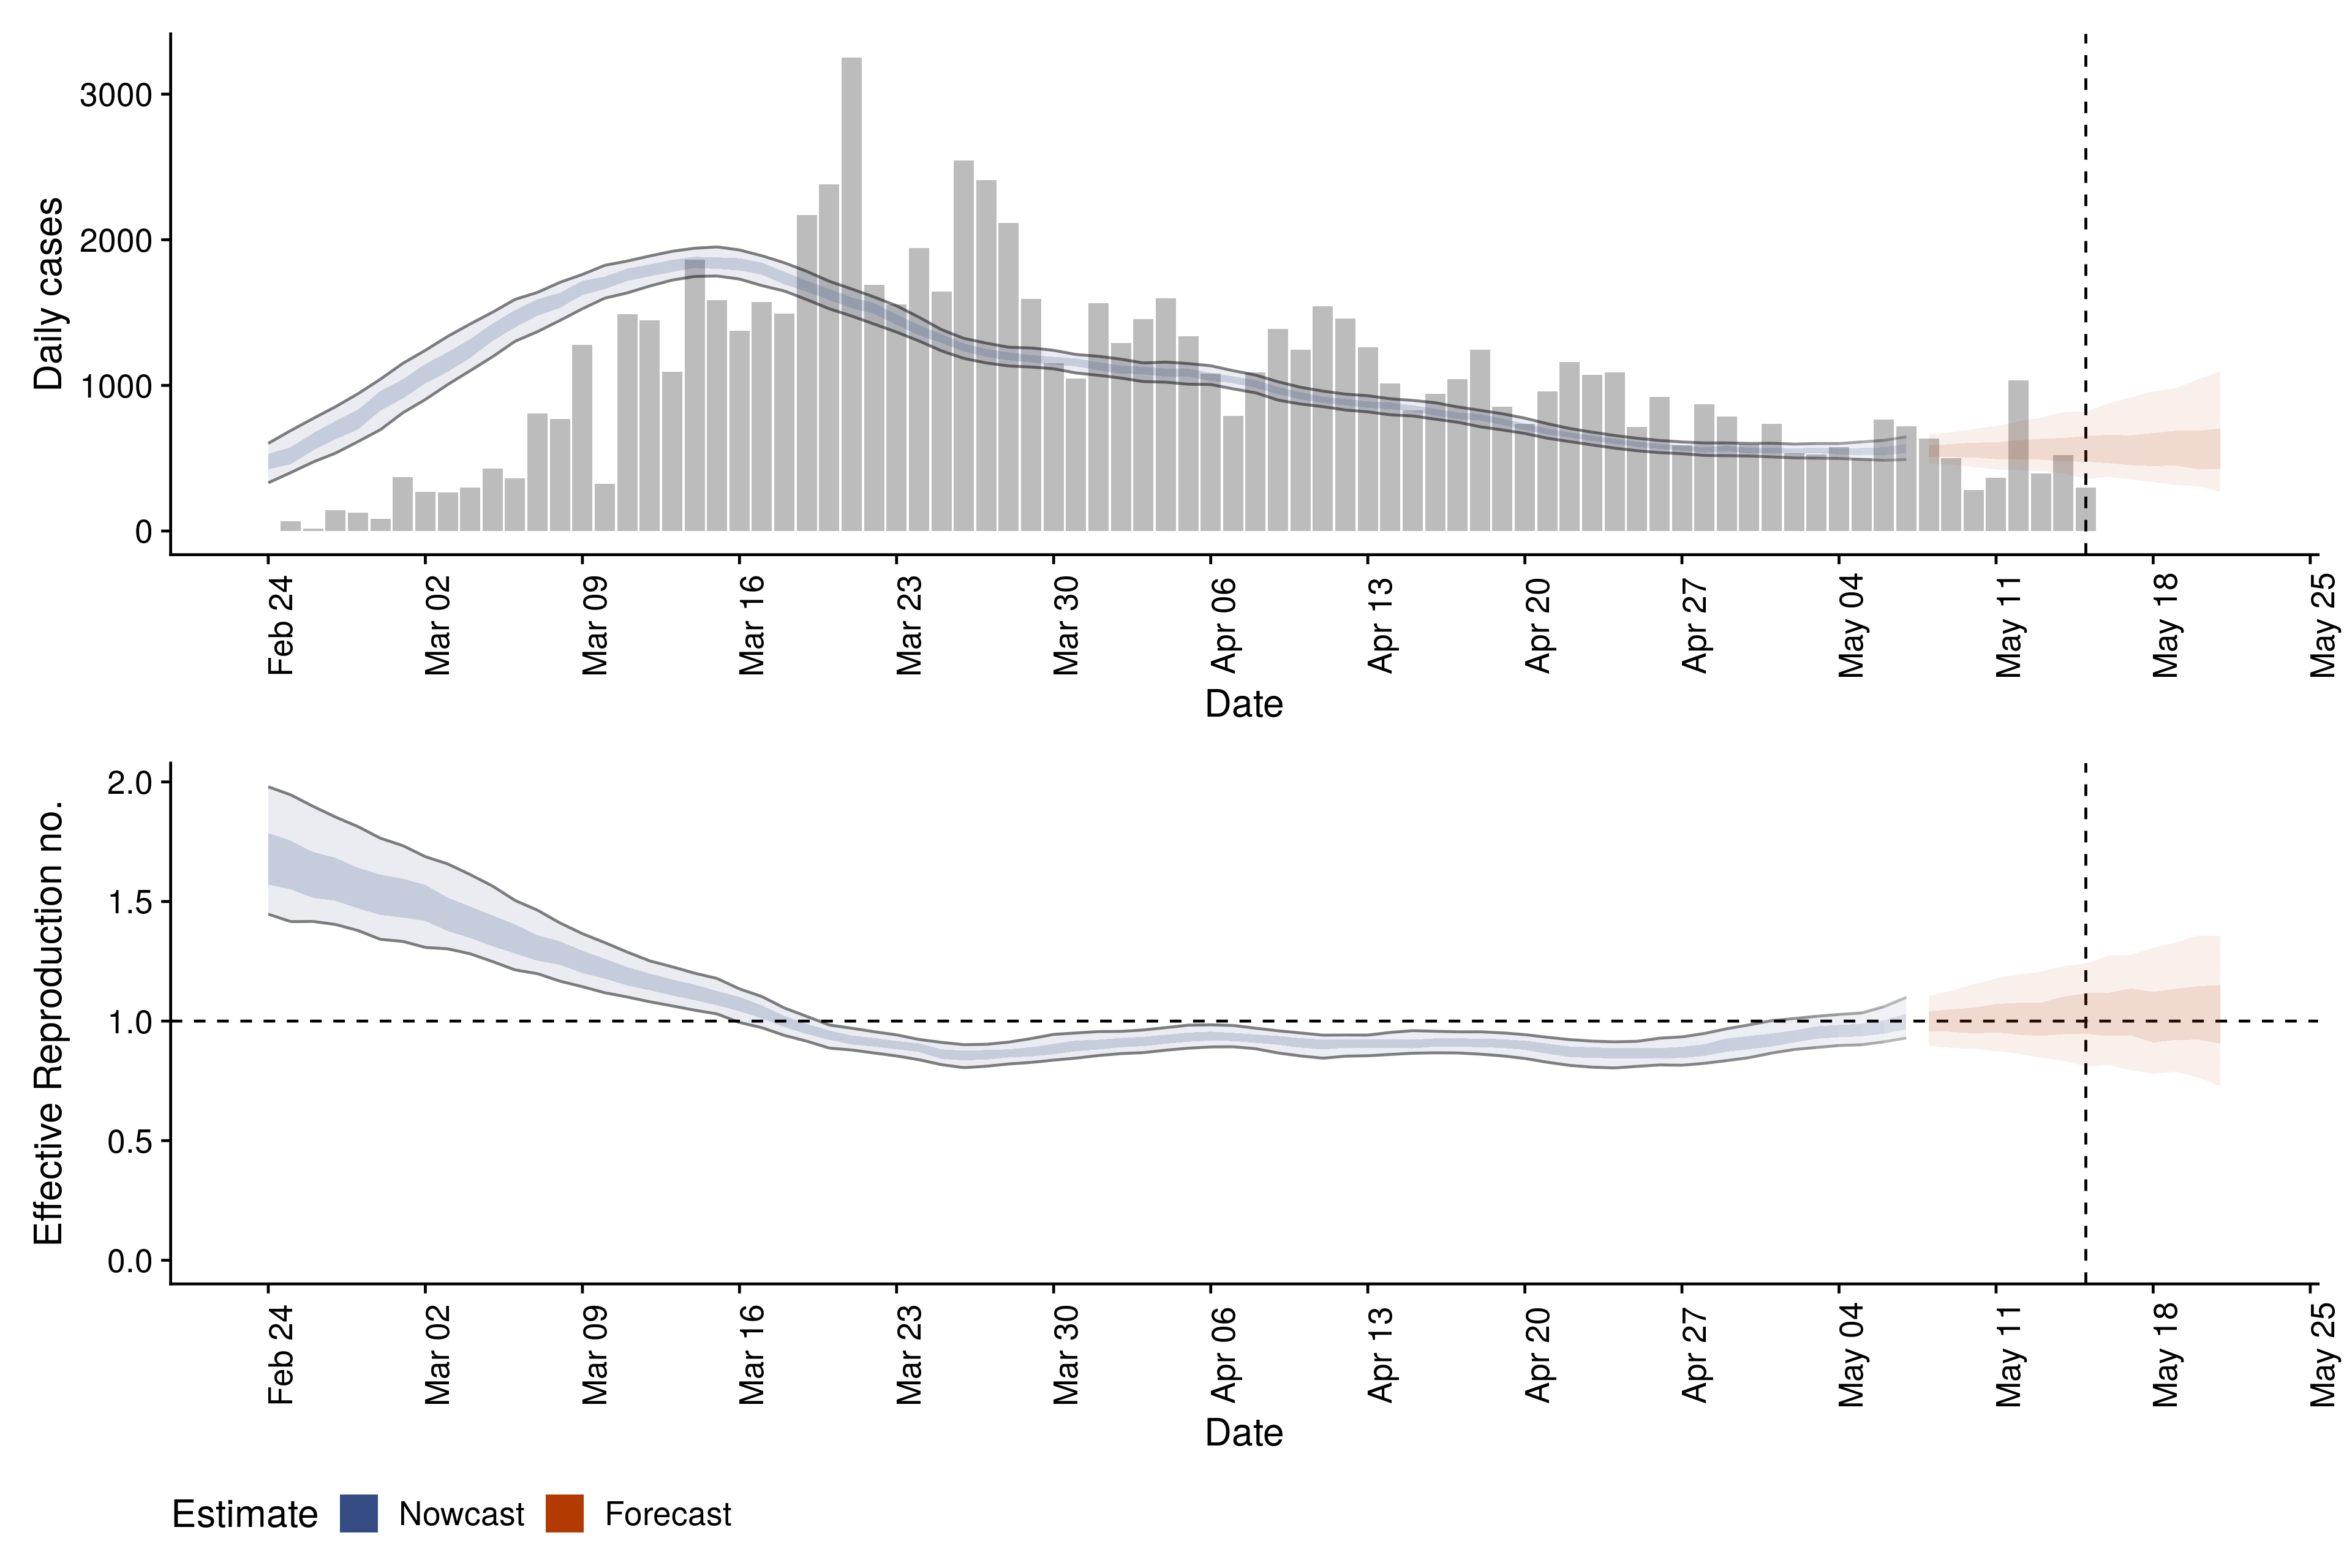 Daily cases
3000
2000
1000
0
Feb 24
Mar 02
Mar 09
Mar 16
Mar 23
Mar 30
Apr 06
Apr 13
Apr 20
Apr 27
May 04
May 11
May 18
May 25
Date
Effective Reproduction no.
2.0
1.5
1.0
0.5
0.0
Feb 24
Mar 02
Mar 09
Mar 16
Mar 23
Mar 30
Apr 06
Apr 13
Apr 20
Apr 27
May 04
May 11
May 18
May 25
Date
Estimate Nowcast Forecast